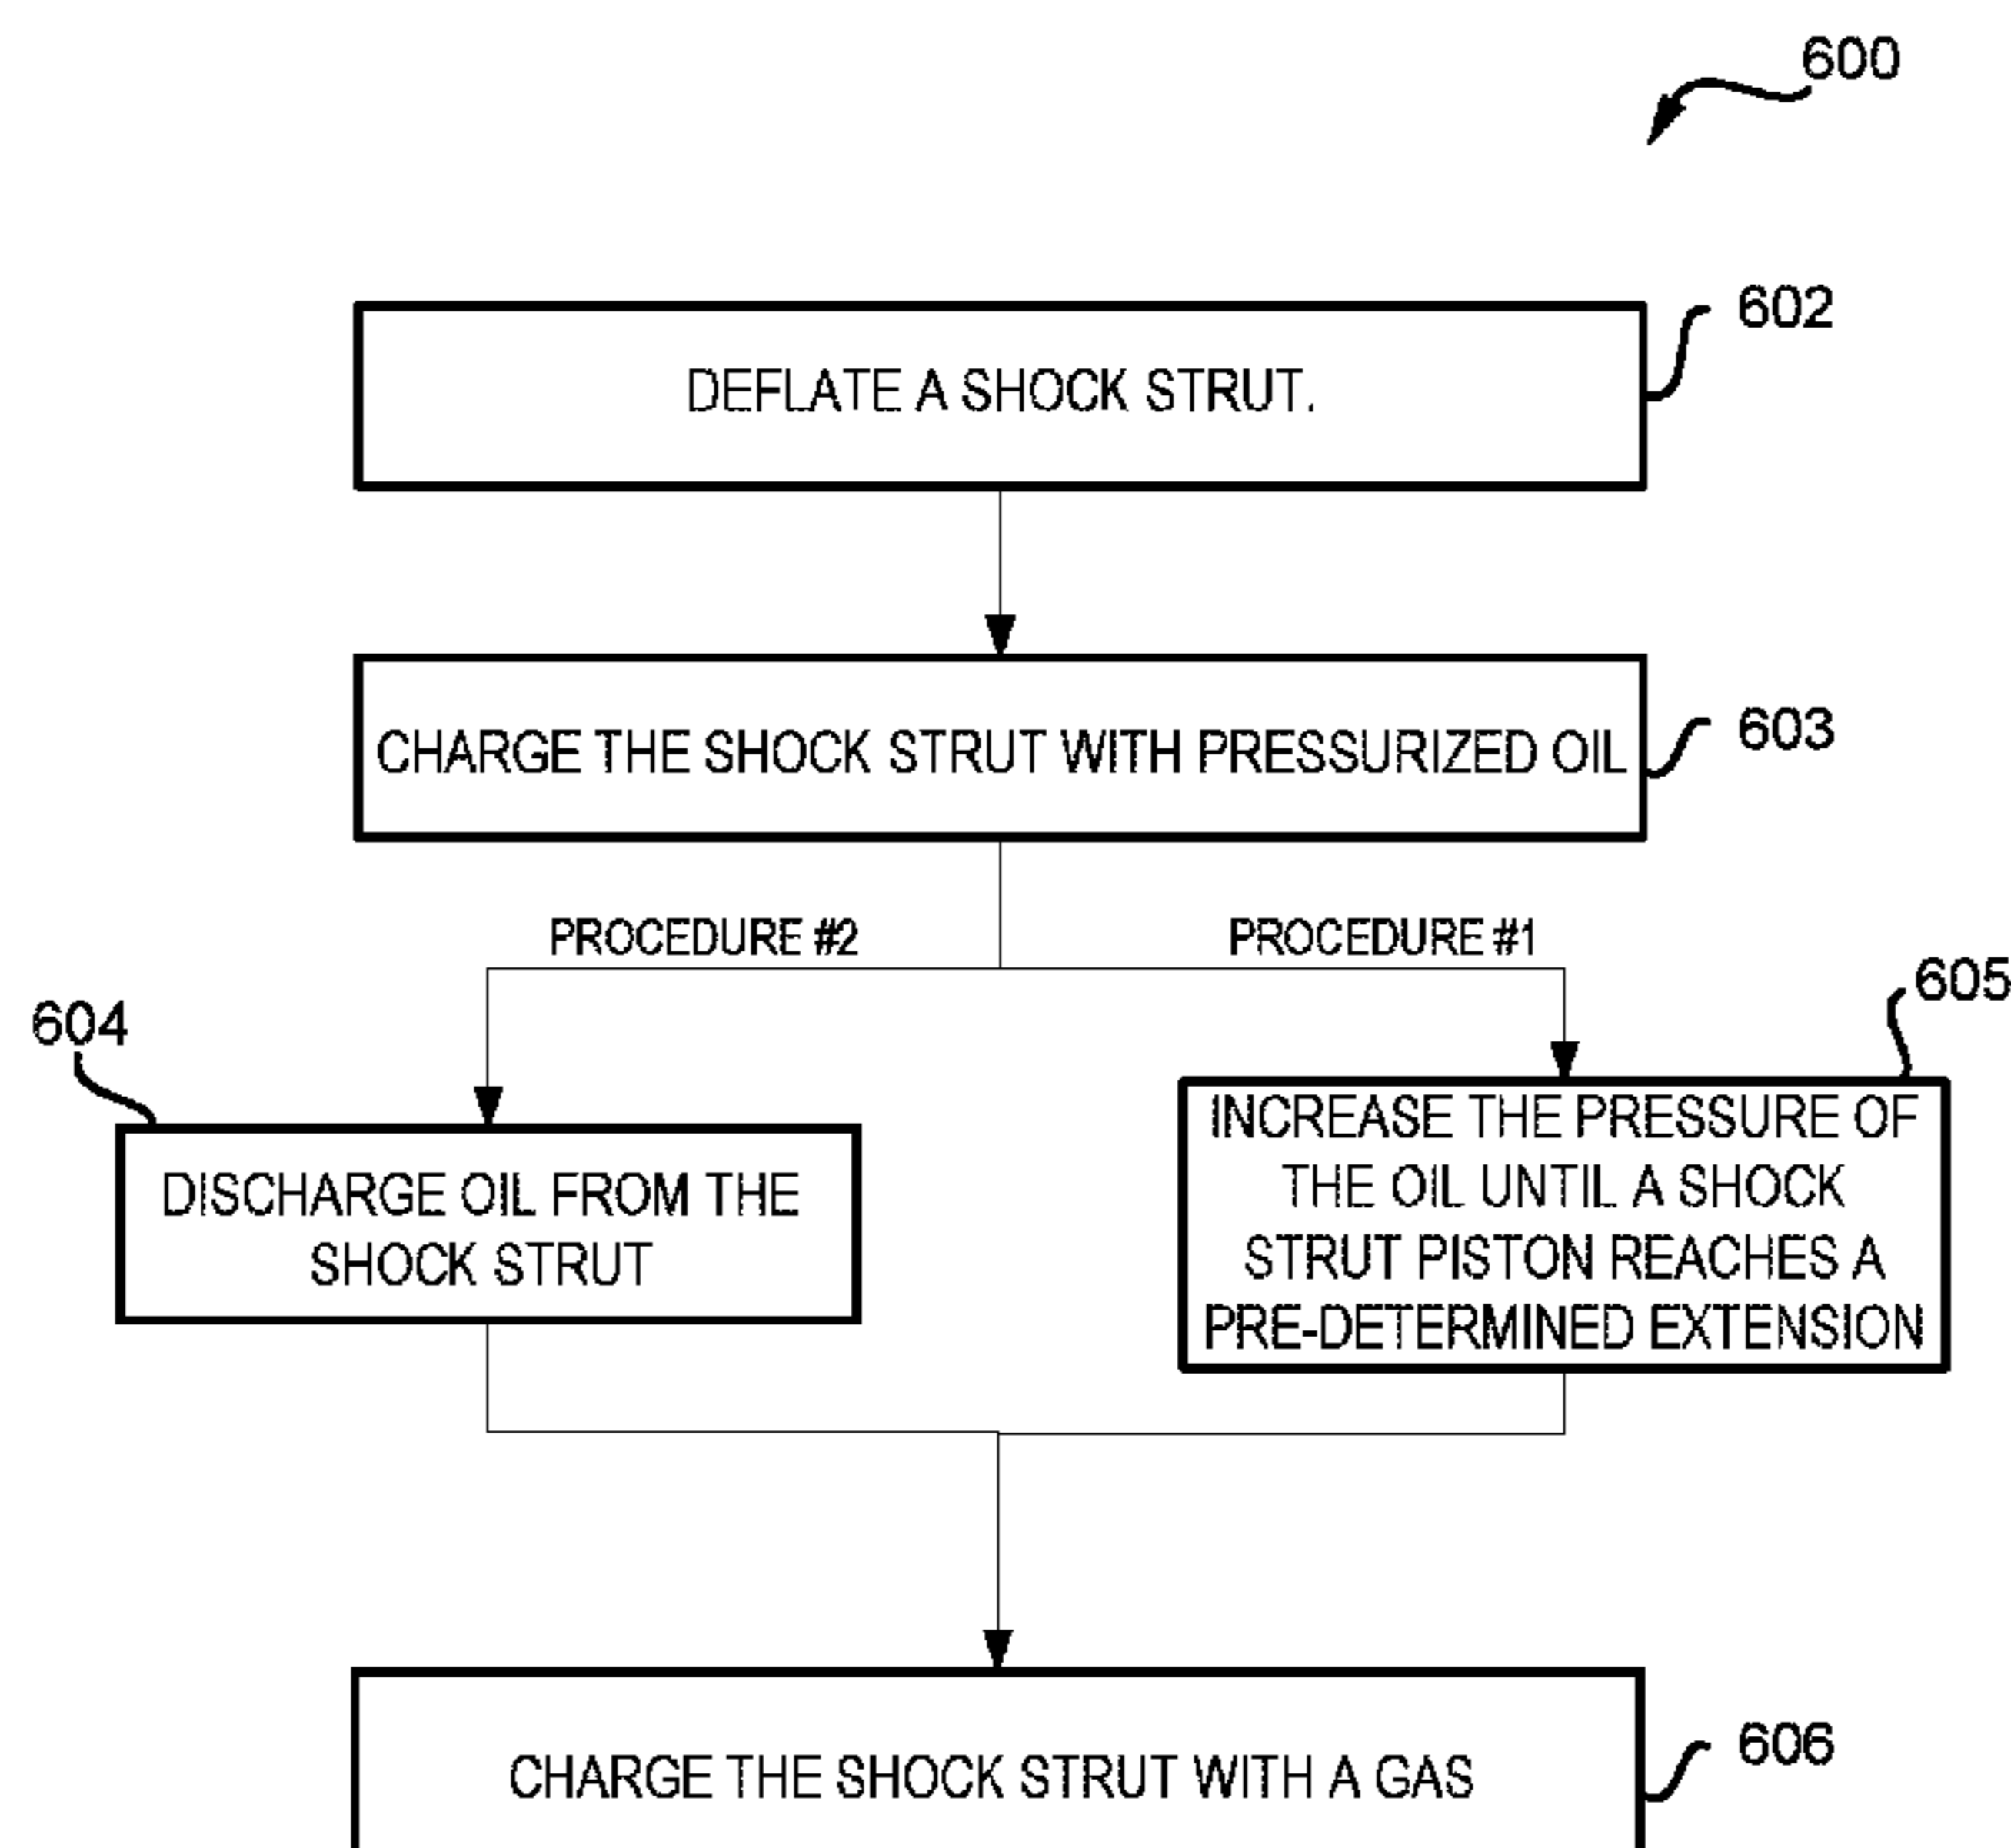 600
602
DEFLATE A SHOCK STRUT.
603
CHARGE THE SHOCK STRUT WITH PRESSURIZED OIL
PROCEDURE #2
PROCEDURE #1
604
DISCHARGE OIL FROM THE
SHOCK STRUT
605
INCREASE THE PRESSURE OF
THE OIL UNTIL A SHOCK
STRUT PISTON REACHES A
PRE-DETERMINED EXTENSION
606
CHARGE THE SHOCK STRUT WITH A GAS